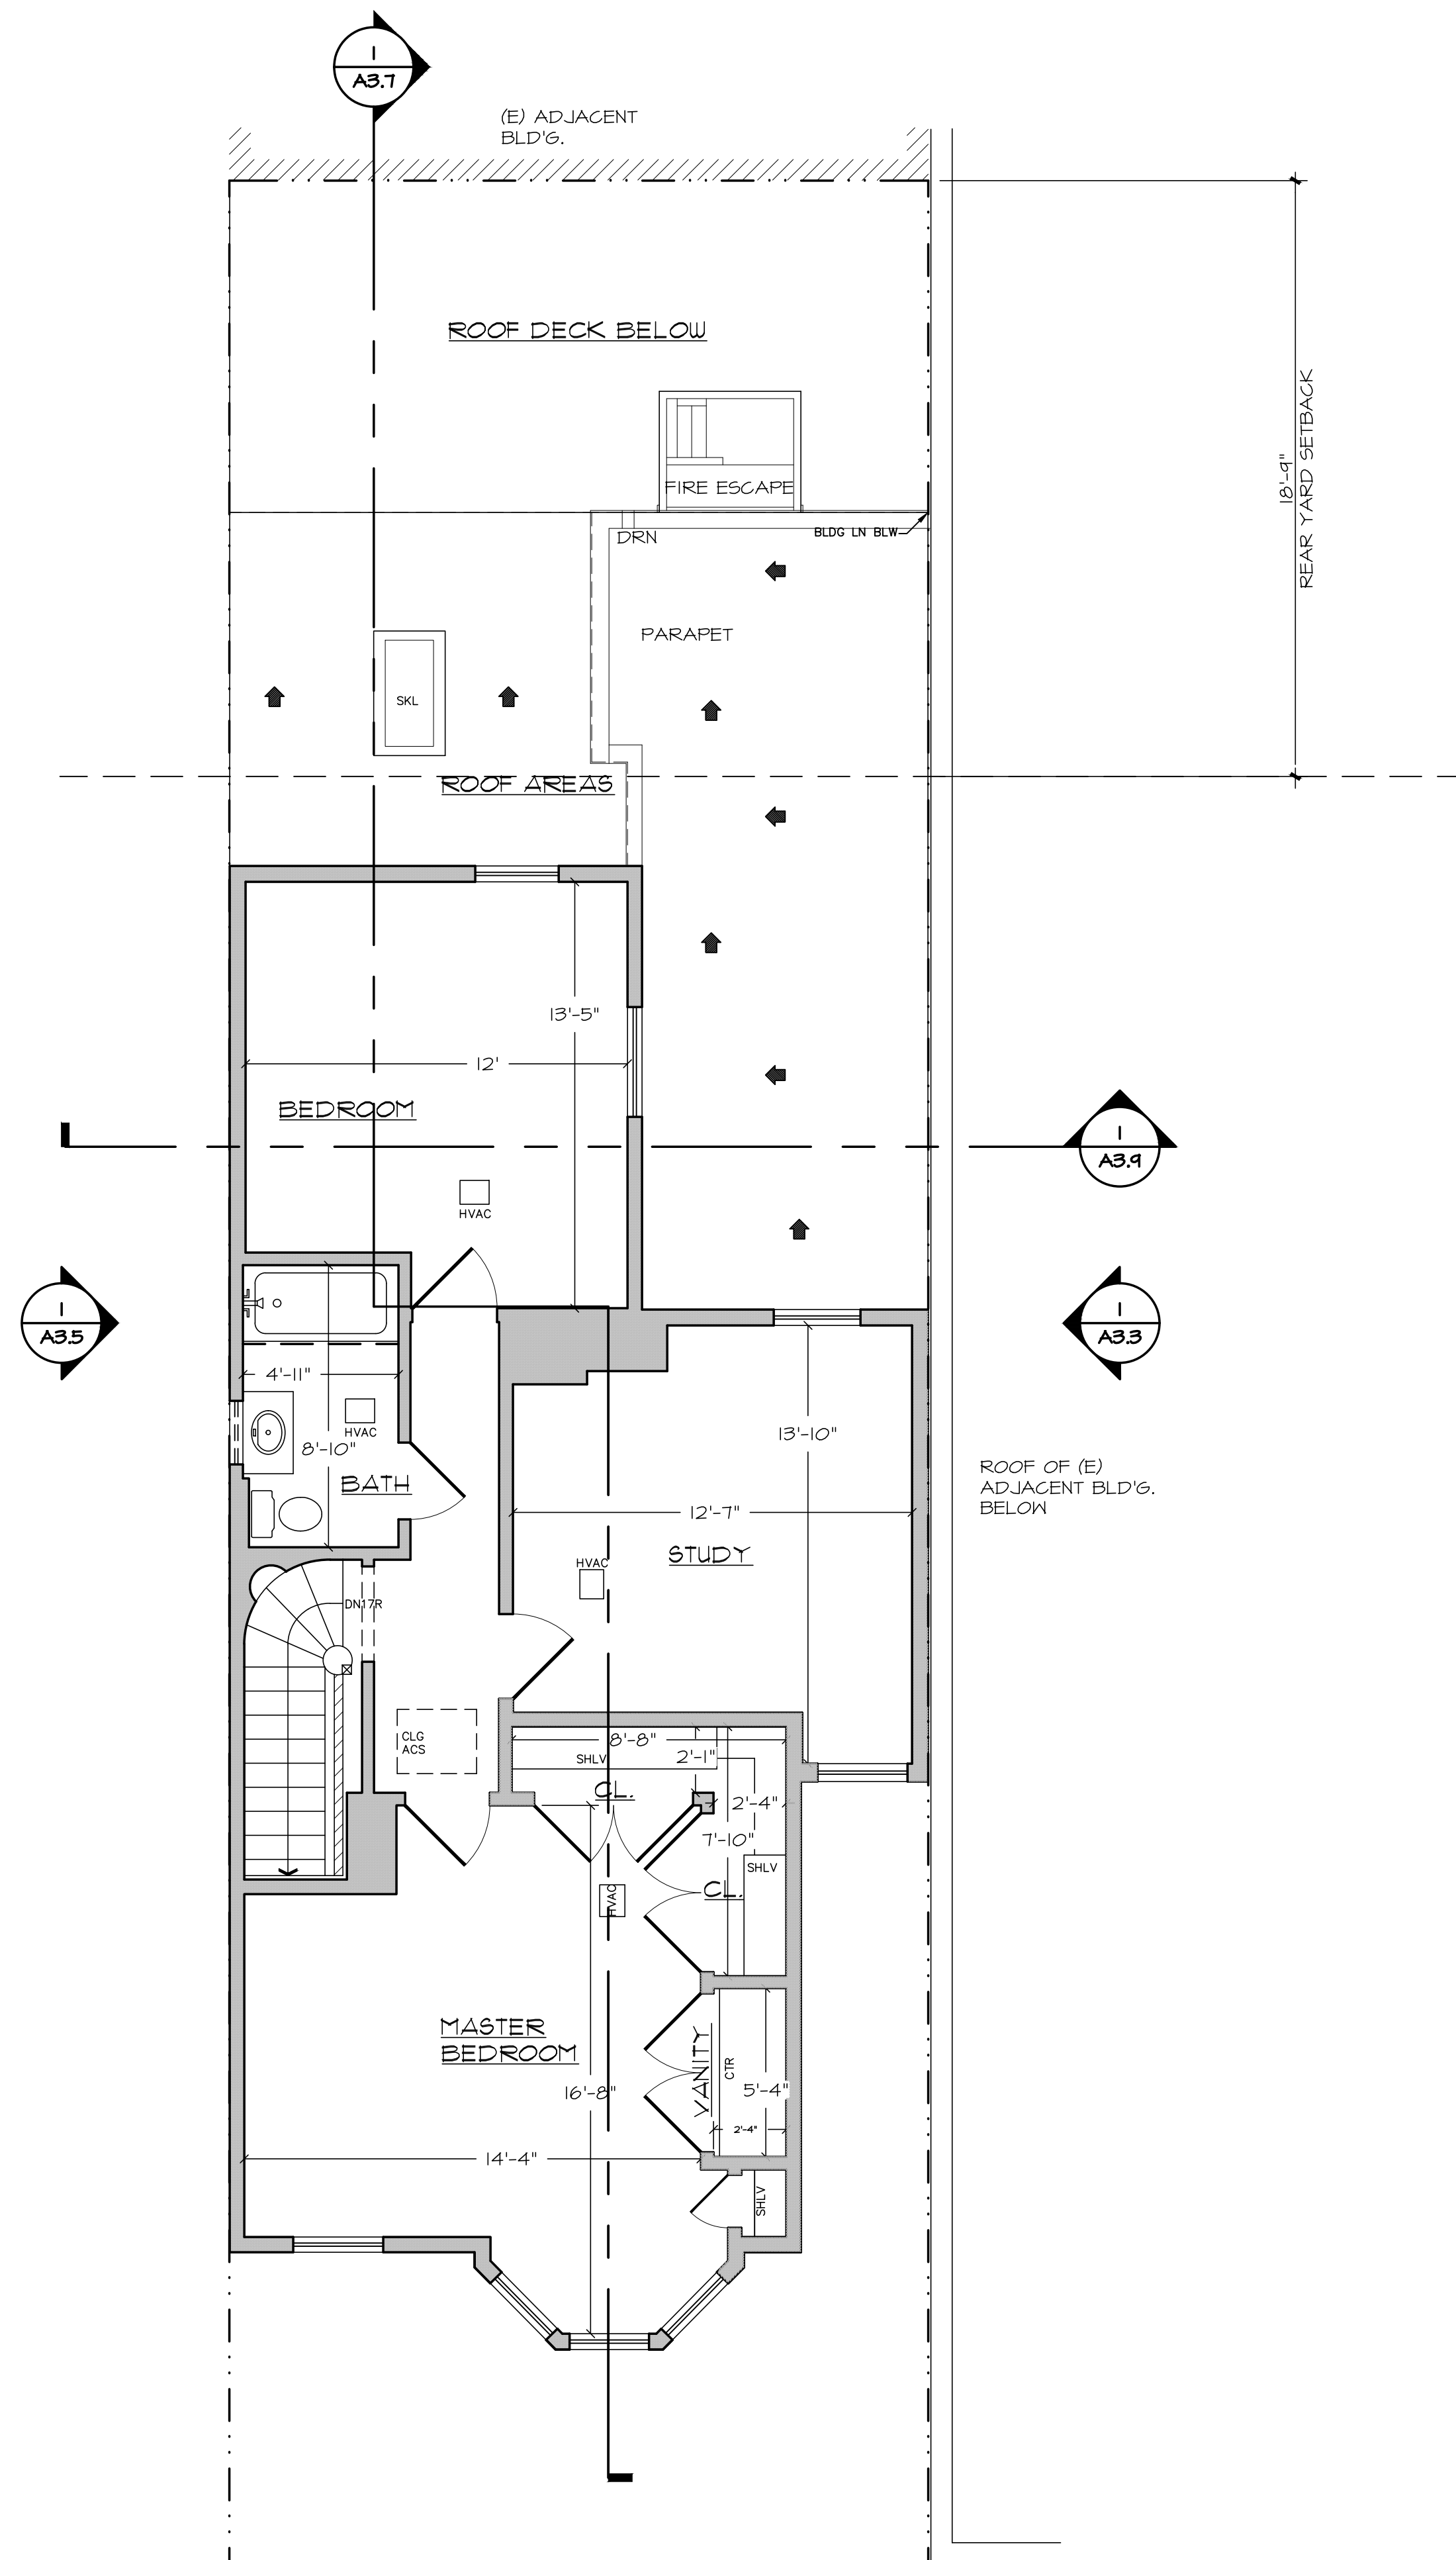 1
A3.7
(E) ADJACENT
BLD'G.
ROOF DECK BELOW
FIRE ESCAPE
18'-9"
REAR YARD SETBACK
DRN
BLDG LN BLW
PARAPET
SKL
ROOF AREAS
13'-5"
12'
BEDROOM
1
A3.9
HVAC
1
A3.5
1
A3.3
4'-11"
HVAC
8'-10"
BATH
13'-10"
ROOF OF (E)
ADJACENT BLD'G.
BELOW
12'-7"
STUDY
HVAC
DN17R
CLG
ACS
8'-8"
SHLV
2'-1"
CL.
2'-4"
7'-10"
SHLV
CL.
HVAC
MASTER
BEDROOM
VANITY
CTR
16'-8"
5'-4"
2'-4"
14'-4"
SHLV